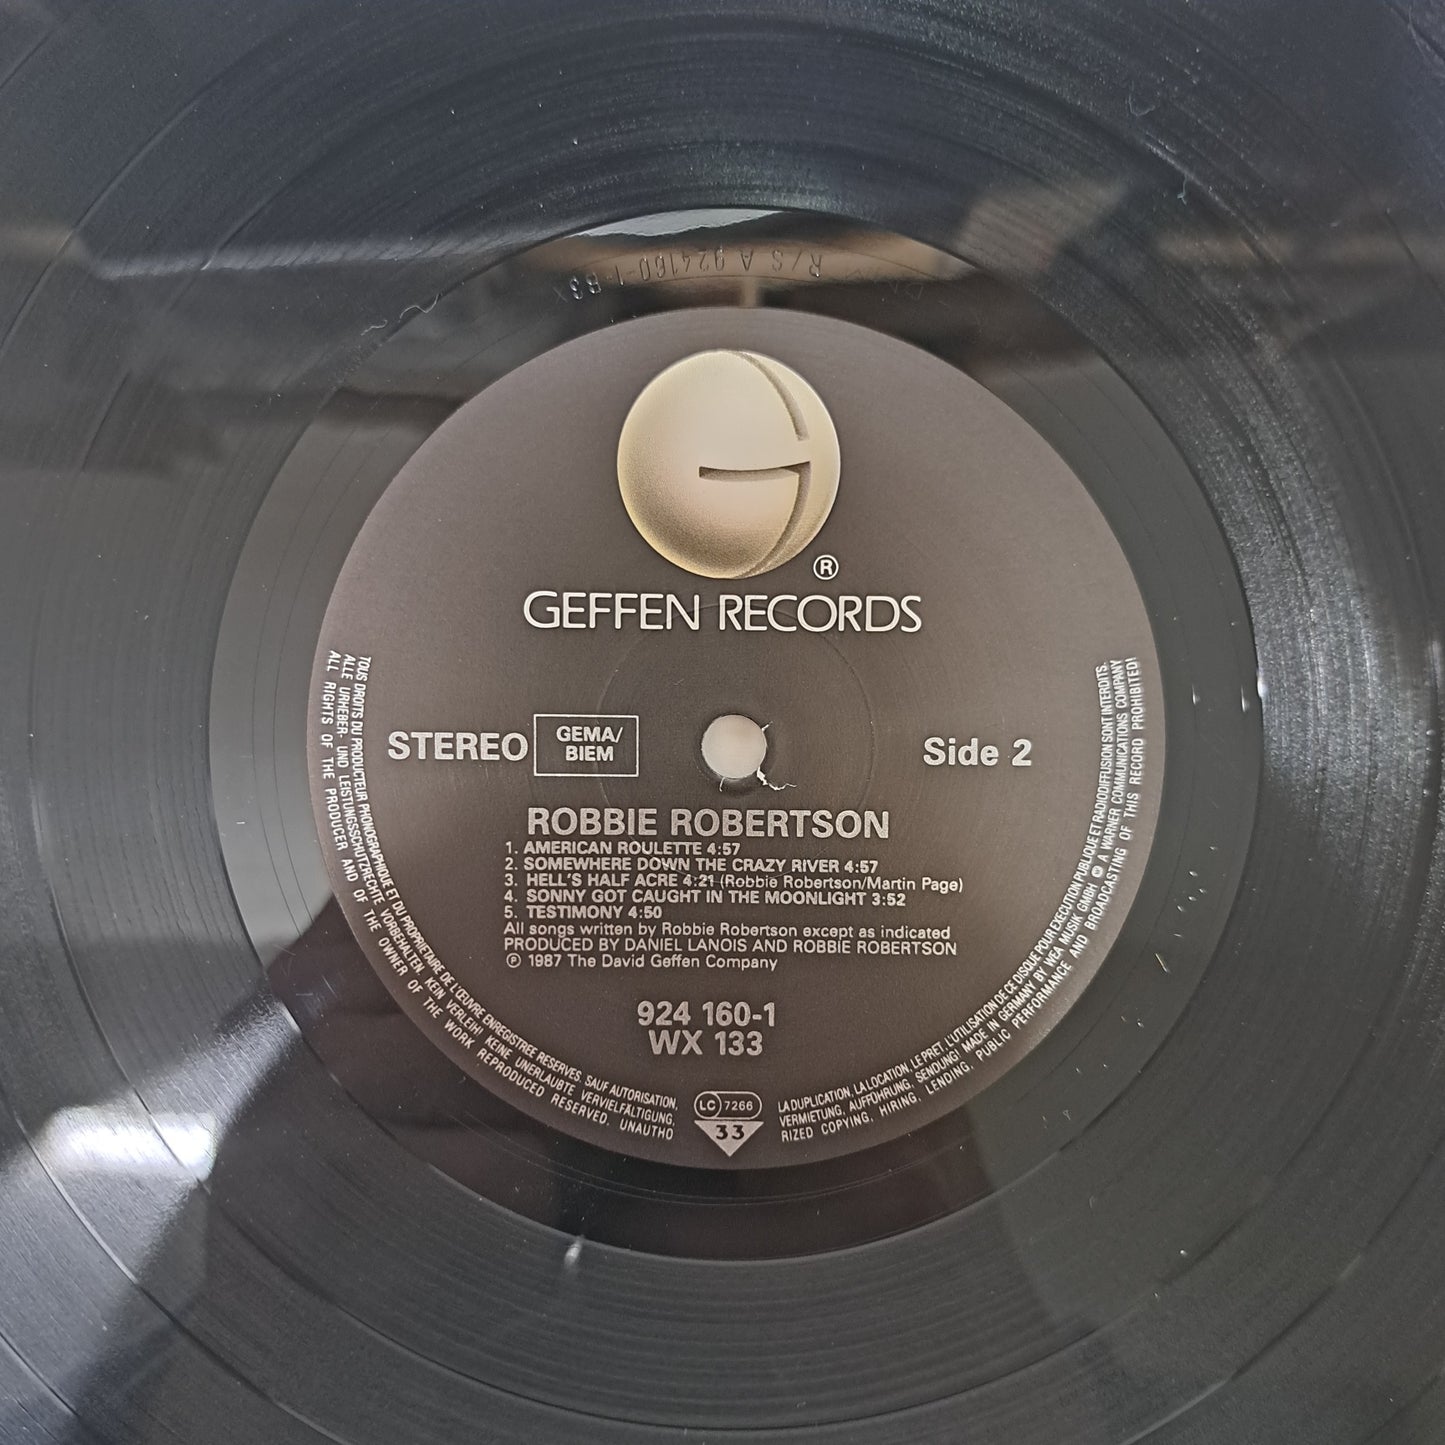 R/S A 924160-1-B3
®
GEFFEN RECORDS
STEREO
GEMA/
BIEM
Side 2
ROBBIE ROBERTSON
1. AMERICAN ROULETTE 4:57
2. SOMEWHERE DOWN THE CRAZY RIVER 4:57
3. HELL'S HALF ACRE 4:21 (Robbie Robertson/Martin Page)
4. SONNY GOT CAUGHT IN THE MOONLIGHT 3:52
5. TESTIMONY 4:50
All songs written by Robbie Robertson except as indicated
PRODUCED BY DANIEL LANOIS AND ROBBIE ROBERTSON
℗ 1987 The David Geffen Company
924 160-1
WX 133
LC 7266
33
TOUS DROITS DU PRODUCTEUR PHONOGRAPHIQUE ET DU PROPRIETAIRE DE L'ŒUVRE ENREGISTREE RESERVES. SAUF AUTORISATION,
LA DUPLICATION, LA LOCATION, LE PRET, L'UTILISATION DE CE DISQUE POUR EXECUTION PUBLIQUE ET RADIODIFFUSION SONT INTERDITS.
ALLE URHEBER- UND LEISTUNGSSCHUTZRECHTE VORBEHALTEN. KEIN VERLEIH! KEINE UNERLAUBTE VERVIELFÄLTIGUNG,
VERMIETUNG, AUFFÜHRUNG, SENDUNG! MADE IN GERMANY BY WEA MUSIK GMBH A WARNER COMMUNICATIONS COMPANY
ALL RIGHTS OF THE PRODUCER AND OF THE OWNER OF THE WORK REPRODUCED RESERVED. UNAUTHO
RIZED COPYING, HIRING, LENDING, PUBLIC PERFORMANCE AND BROADCASTING OF THIS RECORD PROHIBITED!